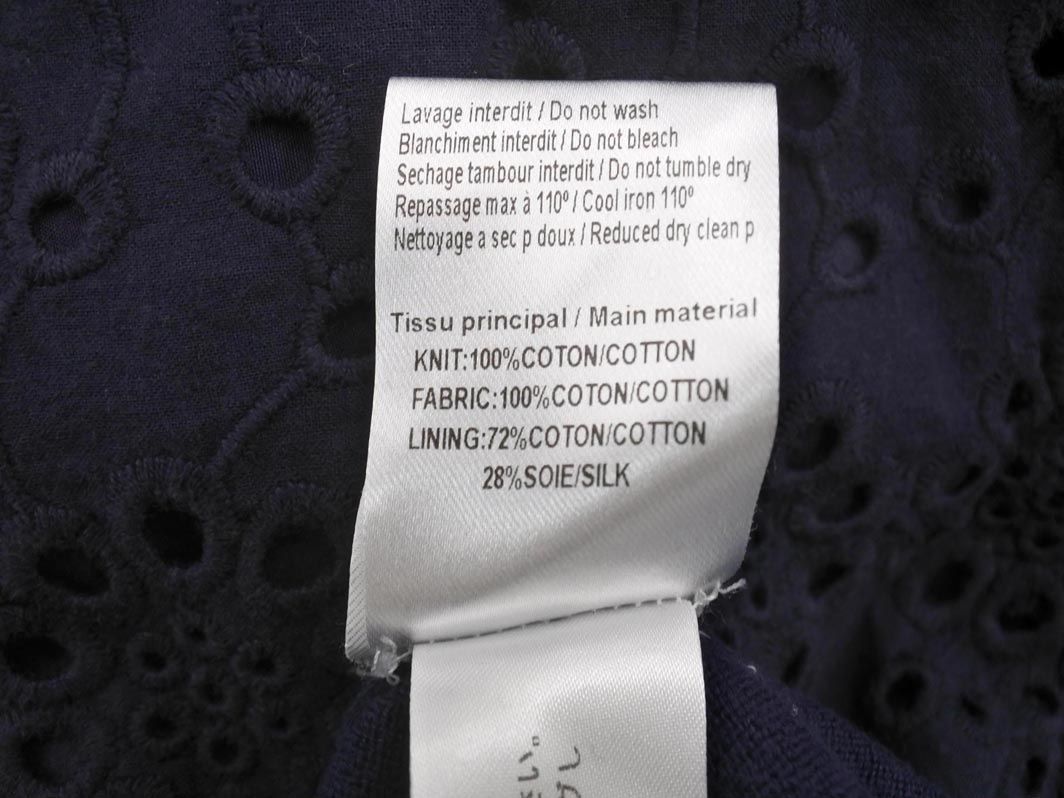 Lavage interdit / Do not wash
Blanchiment interdit / Do not bleach
Sechage tambour interdit / Do not tumble dry
Repassage max à 110º / Cool iron 110º
Nettoyage a sec p doux / Reduced dry clean p
Tissu principal / Main material
KNIT:100%COTON/COTTON
FABRIC:100%COTON/COTTON
LINING:72%COTON/COTTON
28%SOIE/SILK